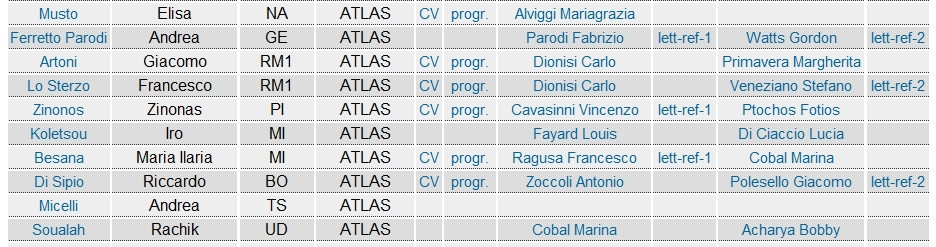 Musto Elisa NA ATLAS CV progr. Alviggi Mariagrazia
Ferretto Parodi Andrea GE ATLAS Parodi Fabrizio lett-ref-1 Watts Gordon lett-ref-2
Artoni Giacomo RM1 ATLAS CV progr. Dionisi Carlo Primavera Margherita
Lo Sterzo Francesco RM1 ATLAS CV progr. Dionisi Carlo Veneziano Stefano lett-ref-2
Zinonos Zinonas PI ATLAS CV progr. Cavasinni Vincenzo lett-ref-1 Ptochos Fotios
Koletsou Iro MI ATLAS Fayard Louis Di Ciaccio Lucia
Besana Maria Ilaria MI ATLAS CV progr. Ragusa Francesco lett-ref-1 Cobal Marina
Di Sipio Riccardo BO ATLAS CV progr. Zoccoli Antonio Polesello Giacomo lett-ref-2
Micelli Andrea TS ATLAS
Soualah Rachik UD ATLAS Cobal Marina Acharya Bobby